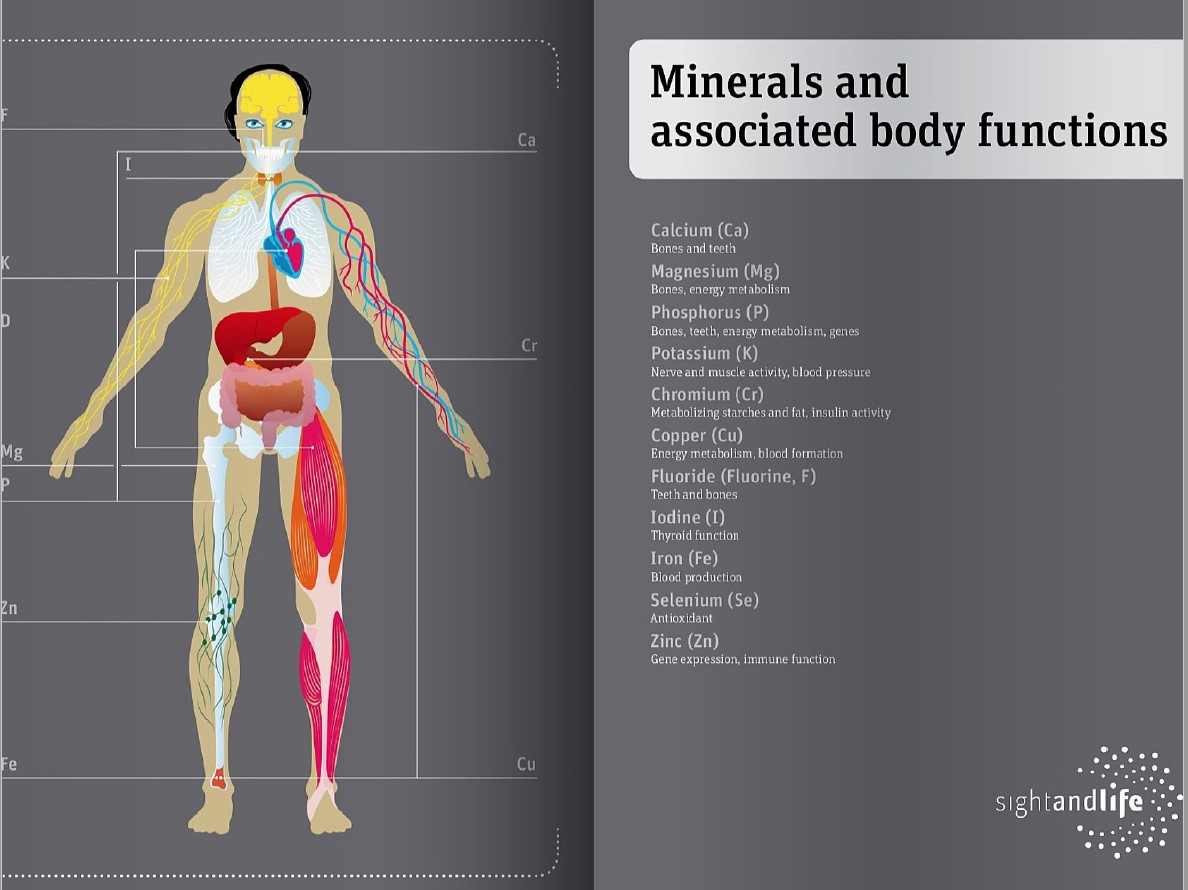 F
Ca
I
K
D
Cr
Mg
P
Zn
Fe
Cu
Minerals and
associated body functions
Calcium (Ca)
Bones and teeth
Magnesium (Mg)
Bones, energy metabolism
Phosphorus (P)
Bones, teeth, energy metabolism, genes
Potassium (K)
Nerve and muscle activity, blood pressure
Chromium (Cr)
Metabolizing starches and fat, insulin activity
Copper (Cu)
Energy metabolism, blood formation
Fluoride (Fluorine, F)
Teeth and bones
Iodine (I)
Thyroid function
Iron (Fe)
Blood production
Selenium (Se)
Antioxidant
Zinc (Zn)
Gene expression, immune function
sightandlife